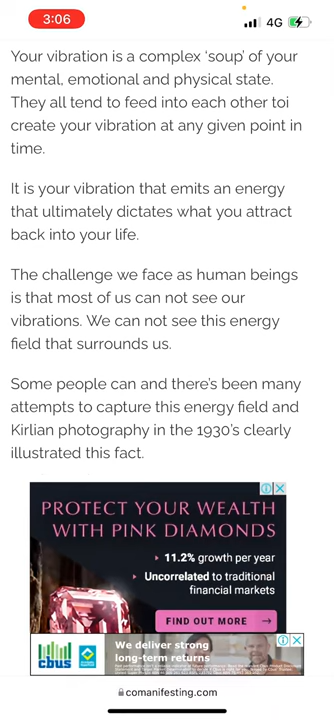 3:06
4G
Your vibration is a complex ‘soup’ of your
mental, emotional and physical state.
They all tend to feed into each other toi
create your vibration at any given point in
time.
It is your vibration that emits an energy
that ultimately dictates what you attract
back into your life.
The challenge we face as human beings
is that most of us can not see our
vibrations. We can not see this energy
field that surrounds us.
Some people can and there’s been many
attempts to capture this energy field and
Kirlian photography in the 1930’s clearly
illustrated this fact.
PROTECT YOUR WEALTH
WITH PINK DIAMONDS
11.2% growth per year
Uncorrelated to traditional
financial markets
FIND OUT MORE
cbus
We deliver strong
long-term returns
comanifesting.com